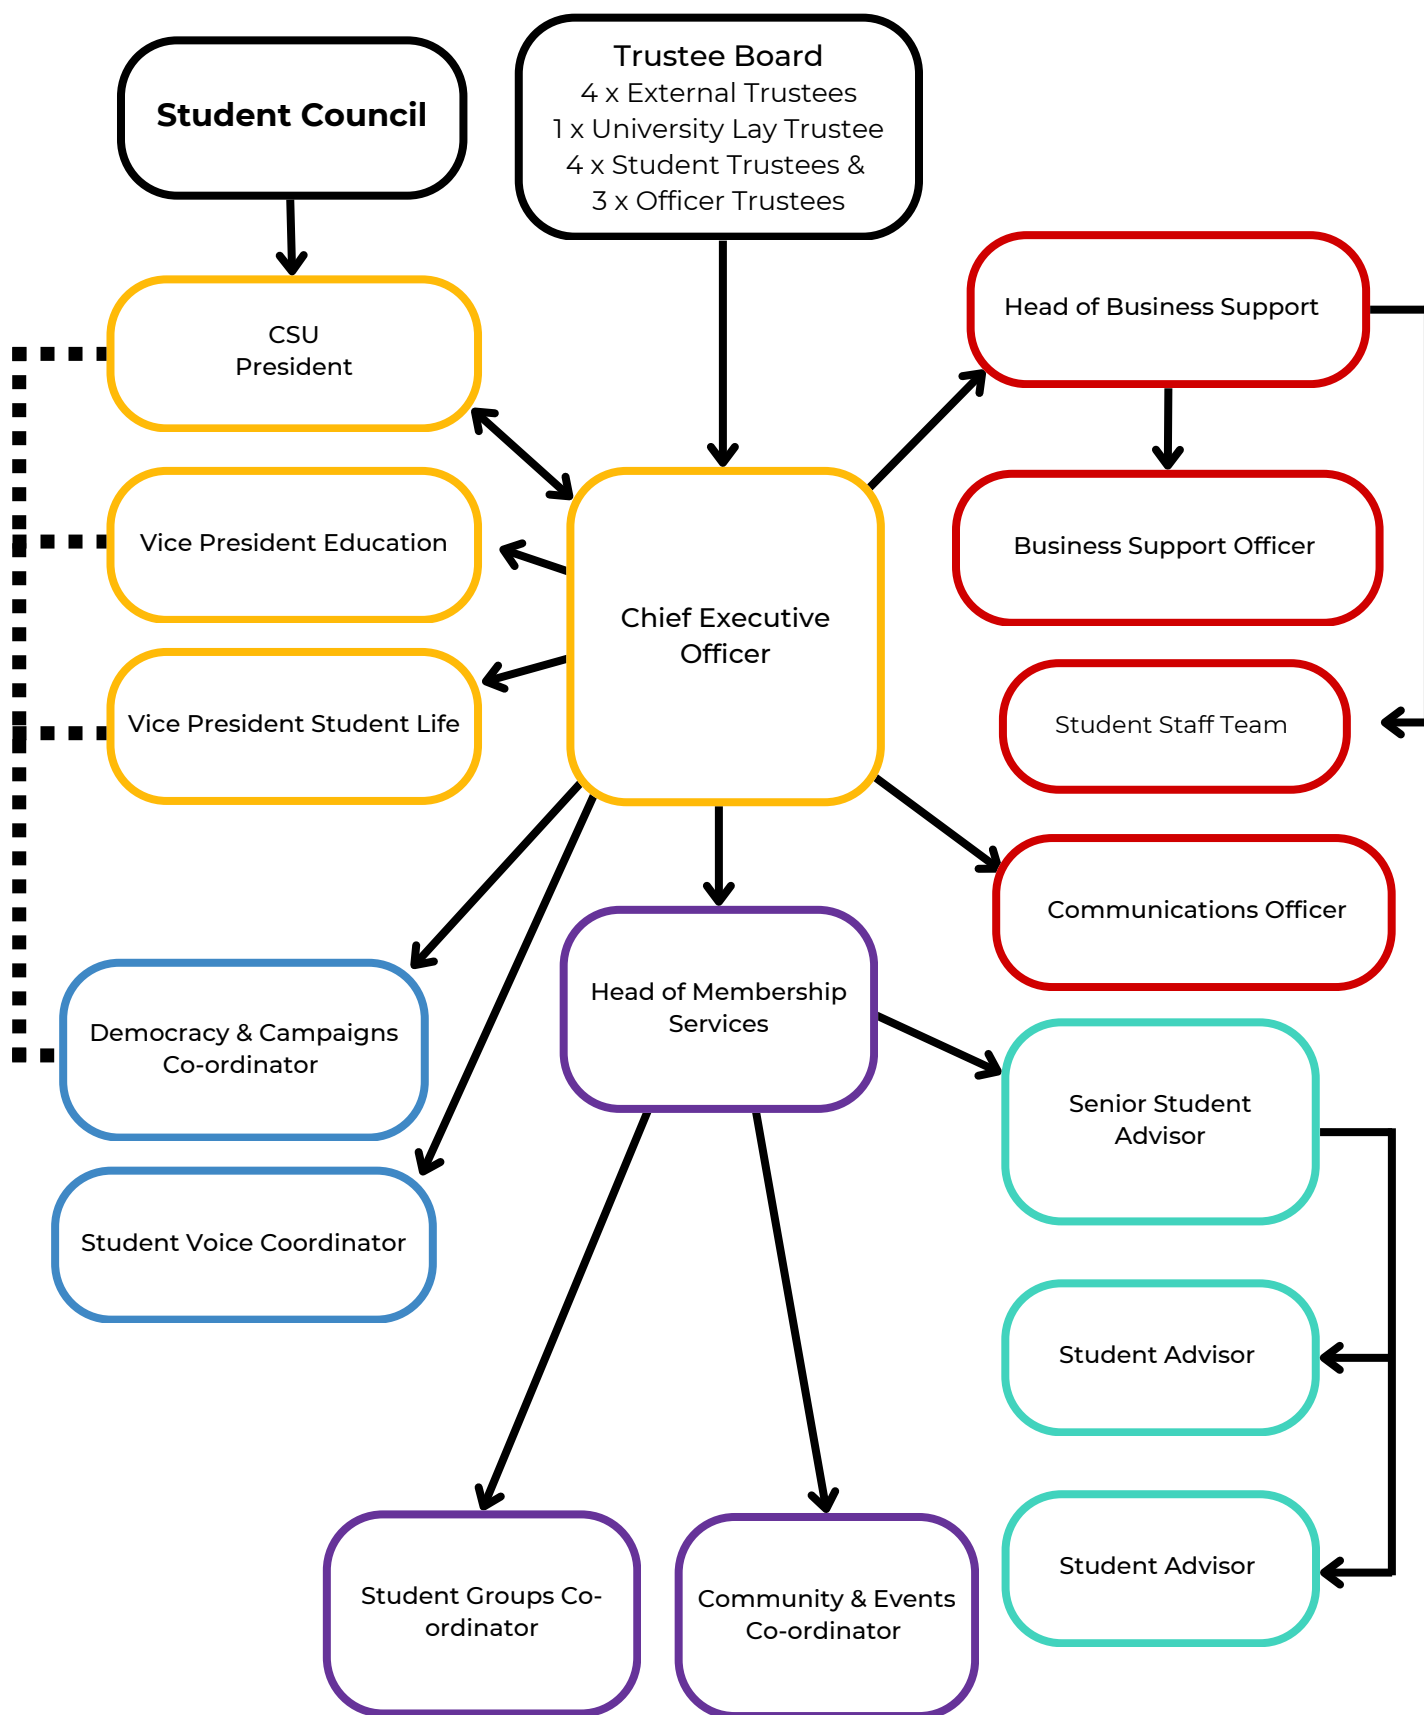 Student Council
Trustee Board
4 x External Trustees
1 x University Lay Trustee
4 x Student Trustees &
3 x Officer Trustees
CSU
President
Head of Business Support
Vice President Education
Business Support Officer
Chief Executive
Officer
Vice President Student Life
Student Staff Team
Communications Officer
Head of Membership
Services
Democracy & Campaigns
Co-ordinator
Senior Student
Advisor
Student Voice Coordinator
Student Advisor
Student Advisor
Student Groups Co-
ordinator
Community & Events
Co-ordinator